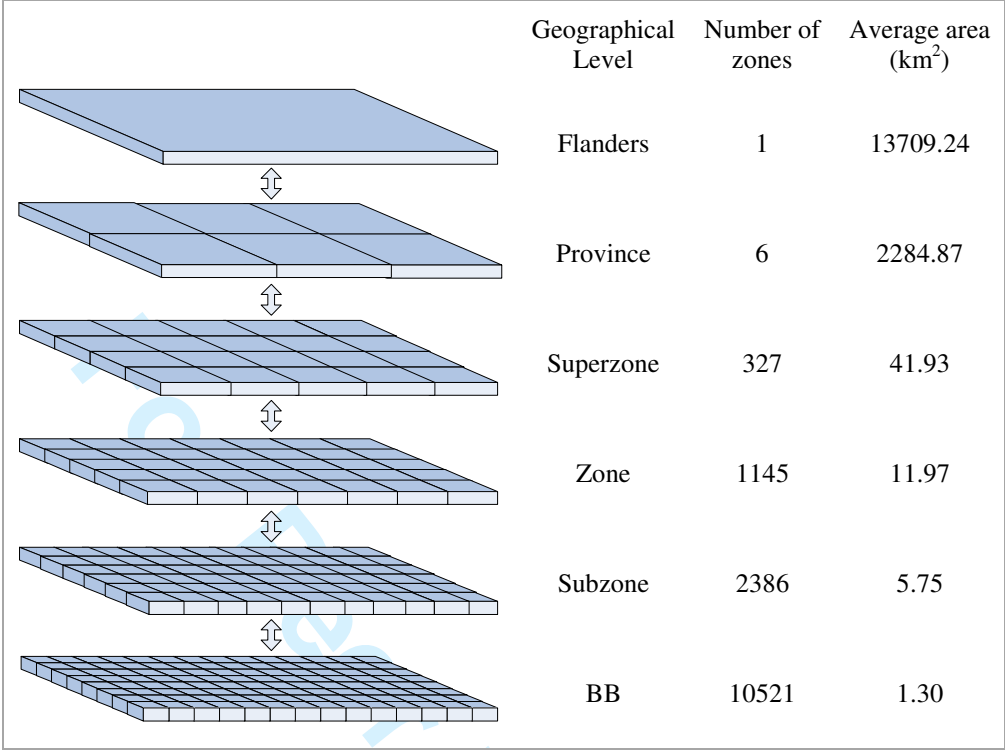 Geographical Level Number of zones Average area (km²)
Flanders 1 13709.24
Province 6 2284.87
Superzone 327 41.93
Zone 1145 11.97
Subzone 2386 5.75
BB 10521 1.30